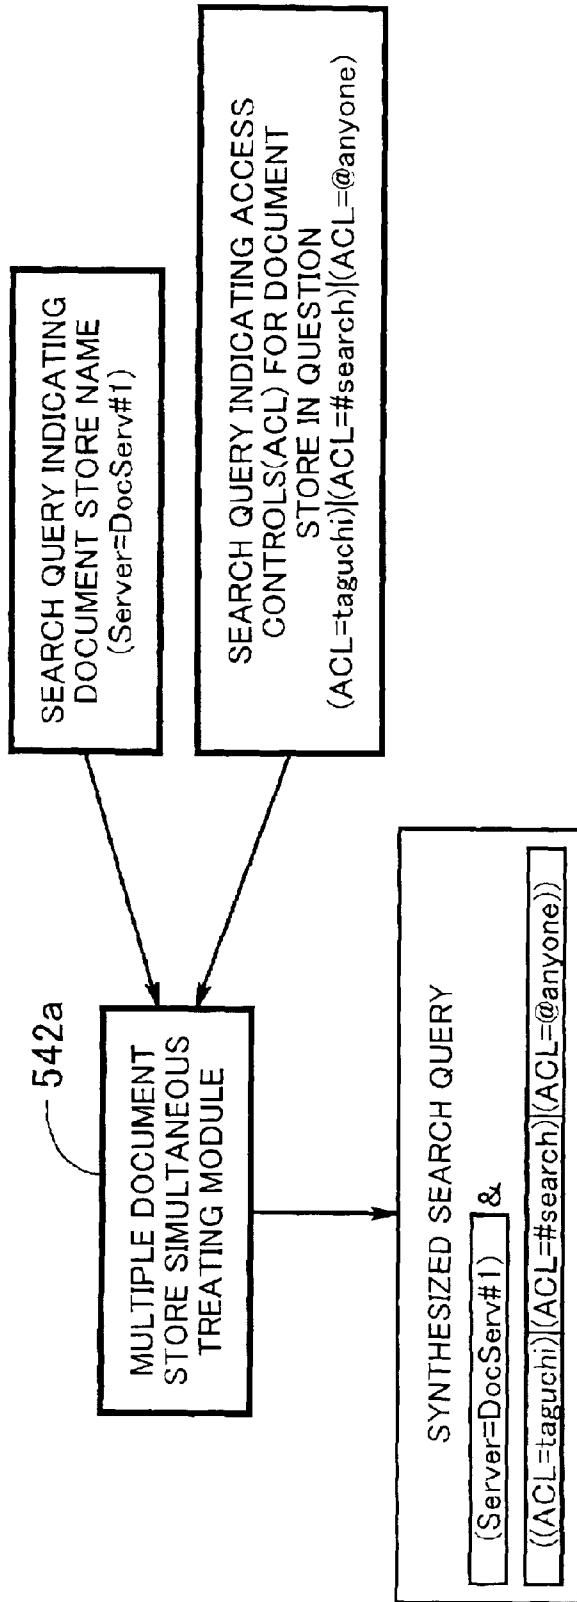 SEARCH QUERY INDICATING
DOCUMENT STORE NAME
(Server=DocServ#1)
SEARCH QUERY INDICATING ACCESS
CONTROLS(ACL) FOR DOCUMENT
STORE IN QUESTION
(ACL=taguchi)|(ACL=#search)|(ACL=@anyone)
542a
MULTIPLE DOCUMENT
STORE SIMULTANEOUS
TREATING MODULE
SYNTHESIZED SEARCH QUERY
(Server=DocServ#1) &
((ACL=taguchi)|(ACL=#search)|(ACL=@anyone))